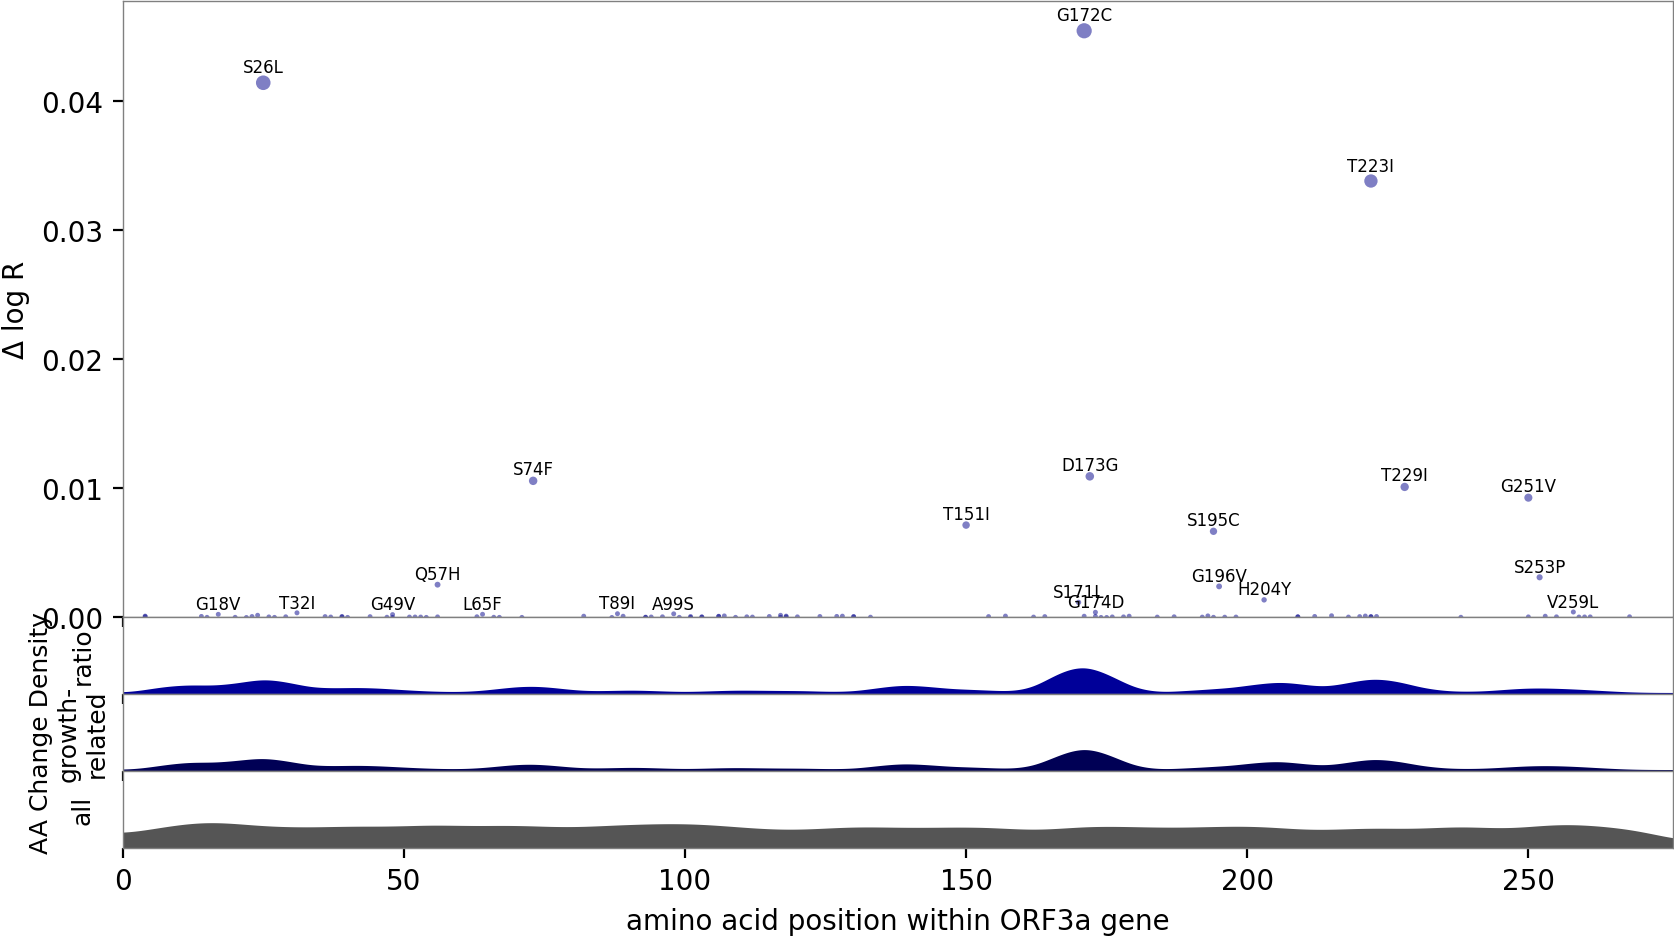 G172C
S26L
0.04
T223I
0.03
Δ log R
0.02
S74F
D173G
T229I
G251V
0.01
T151I
S195C
Q57H
S253P
G196V
S171L
H204Y
G18V
T32I
G49V
L65F
T89I
A99S
G174D
V259L
0.00
AA Change Density
ratio
growth-
related
all
0
50
100
150
200
250
amino acid position within ORF3a gene